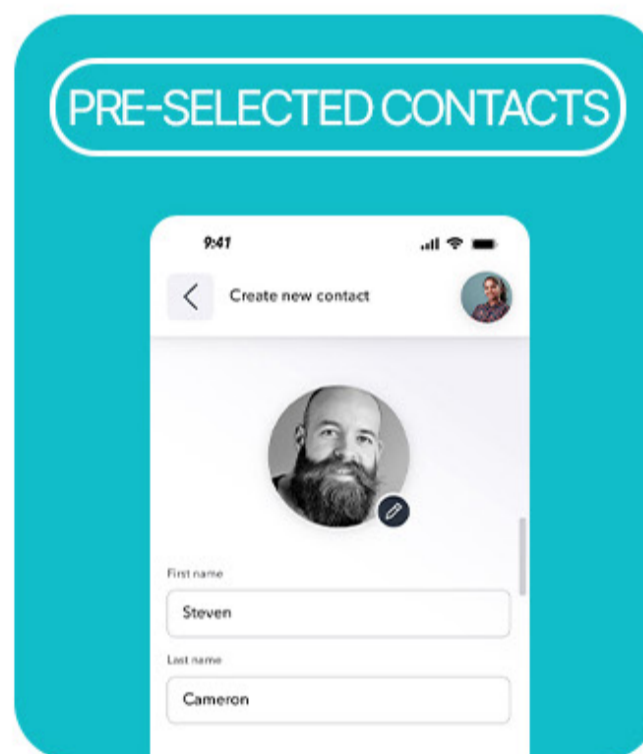 PRE-SELECTED CONTACTS
9:41
Create new contact
First name
Steven
Last name
Cameron